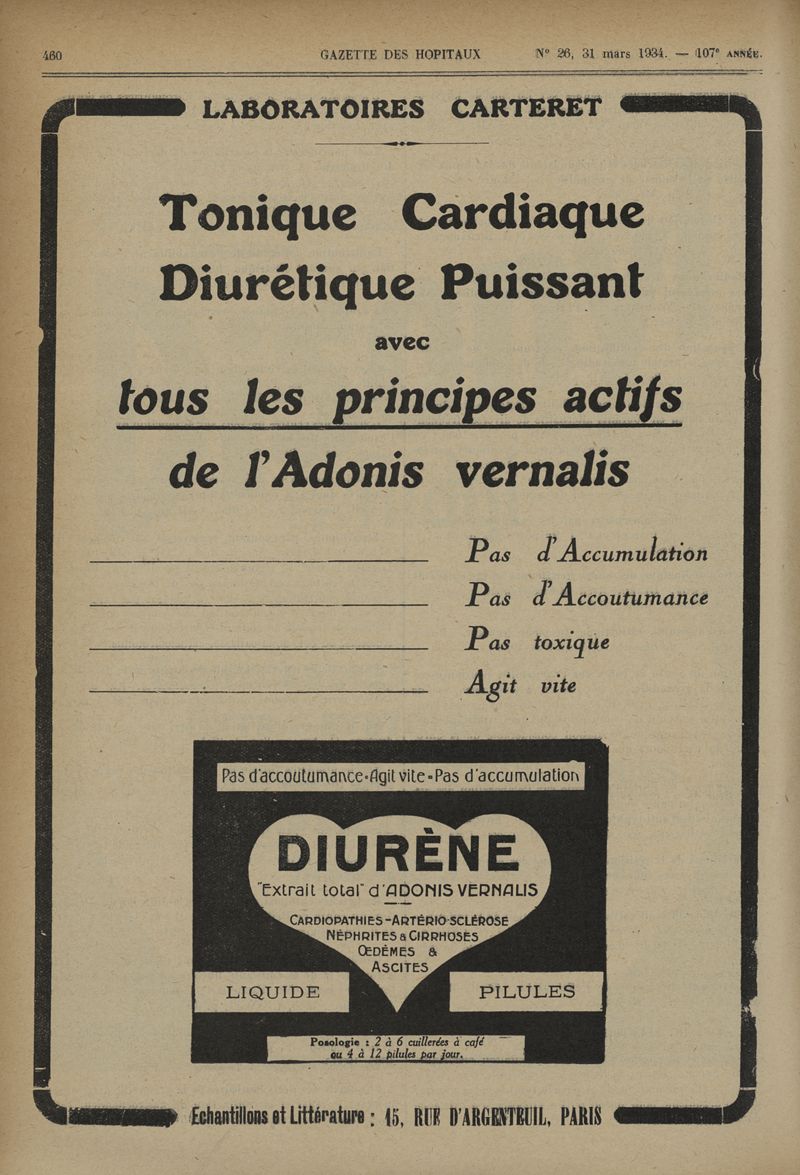 460 GAZETTE DES HOPITAUX N° 26, 31 mars 1934. — 107e ANNÉE.
LABORATOIRES CARTERET
Tonique Cardiaque
Diurétique Puissant
avec
tous les principes actifs
de l'Adonis vernalis
Pas d'Accumulation
Pas d'Accoutumance
Pas toxique
Agit vite
Pas d'accoutumance-Agit vite-Pas d'accumulation
DIURÈNE
"Extrait total" d'ADONIS VERNALIS
CARDIOPATHIES-ARTÉRIO-SCLÉROSE
NÉPHRITES & CIRRHOSES
ŒDÈMES &
ASCITES
LIQUIDE PILULES
Posologie : 2 à 6 cuillerées à café
ou 4 à 12 pilules par jour.
Echantillons et Littérature : 15, RUE D'ARGENTEUIL, PARIS